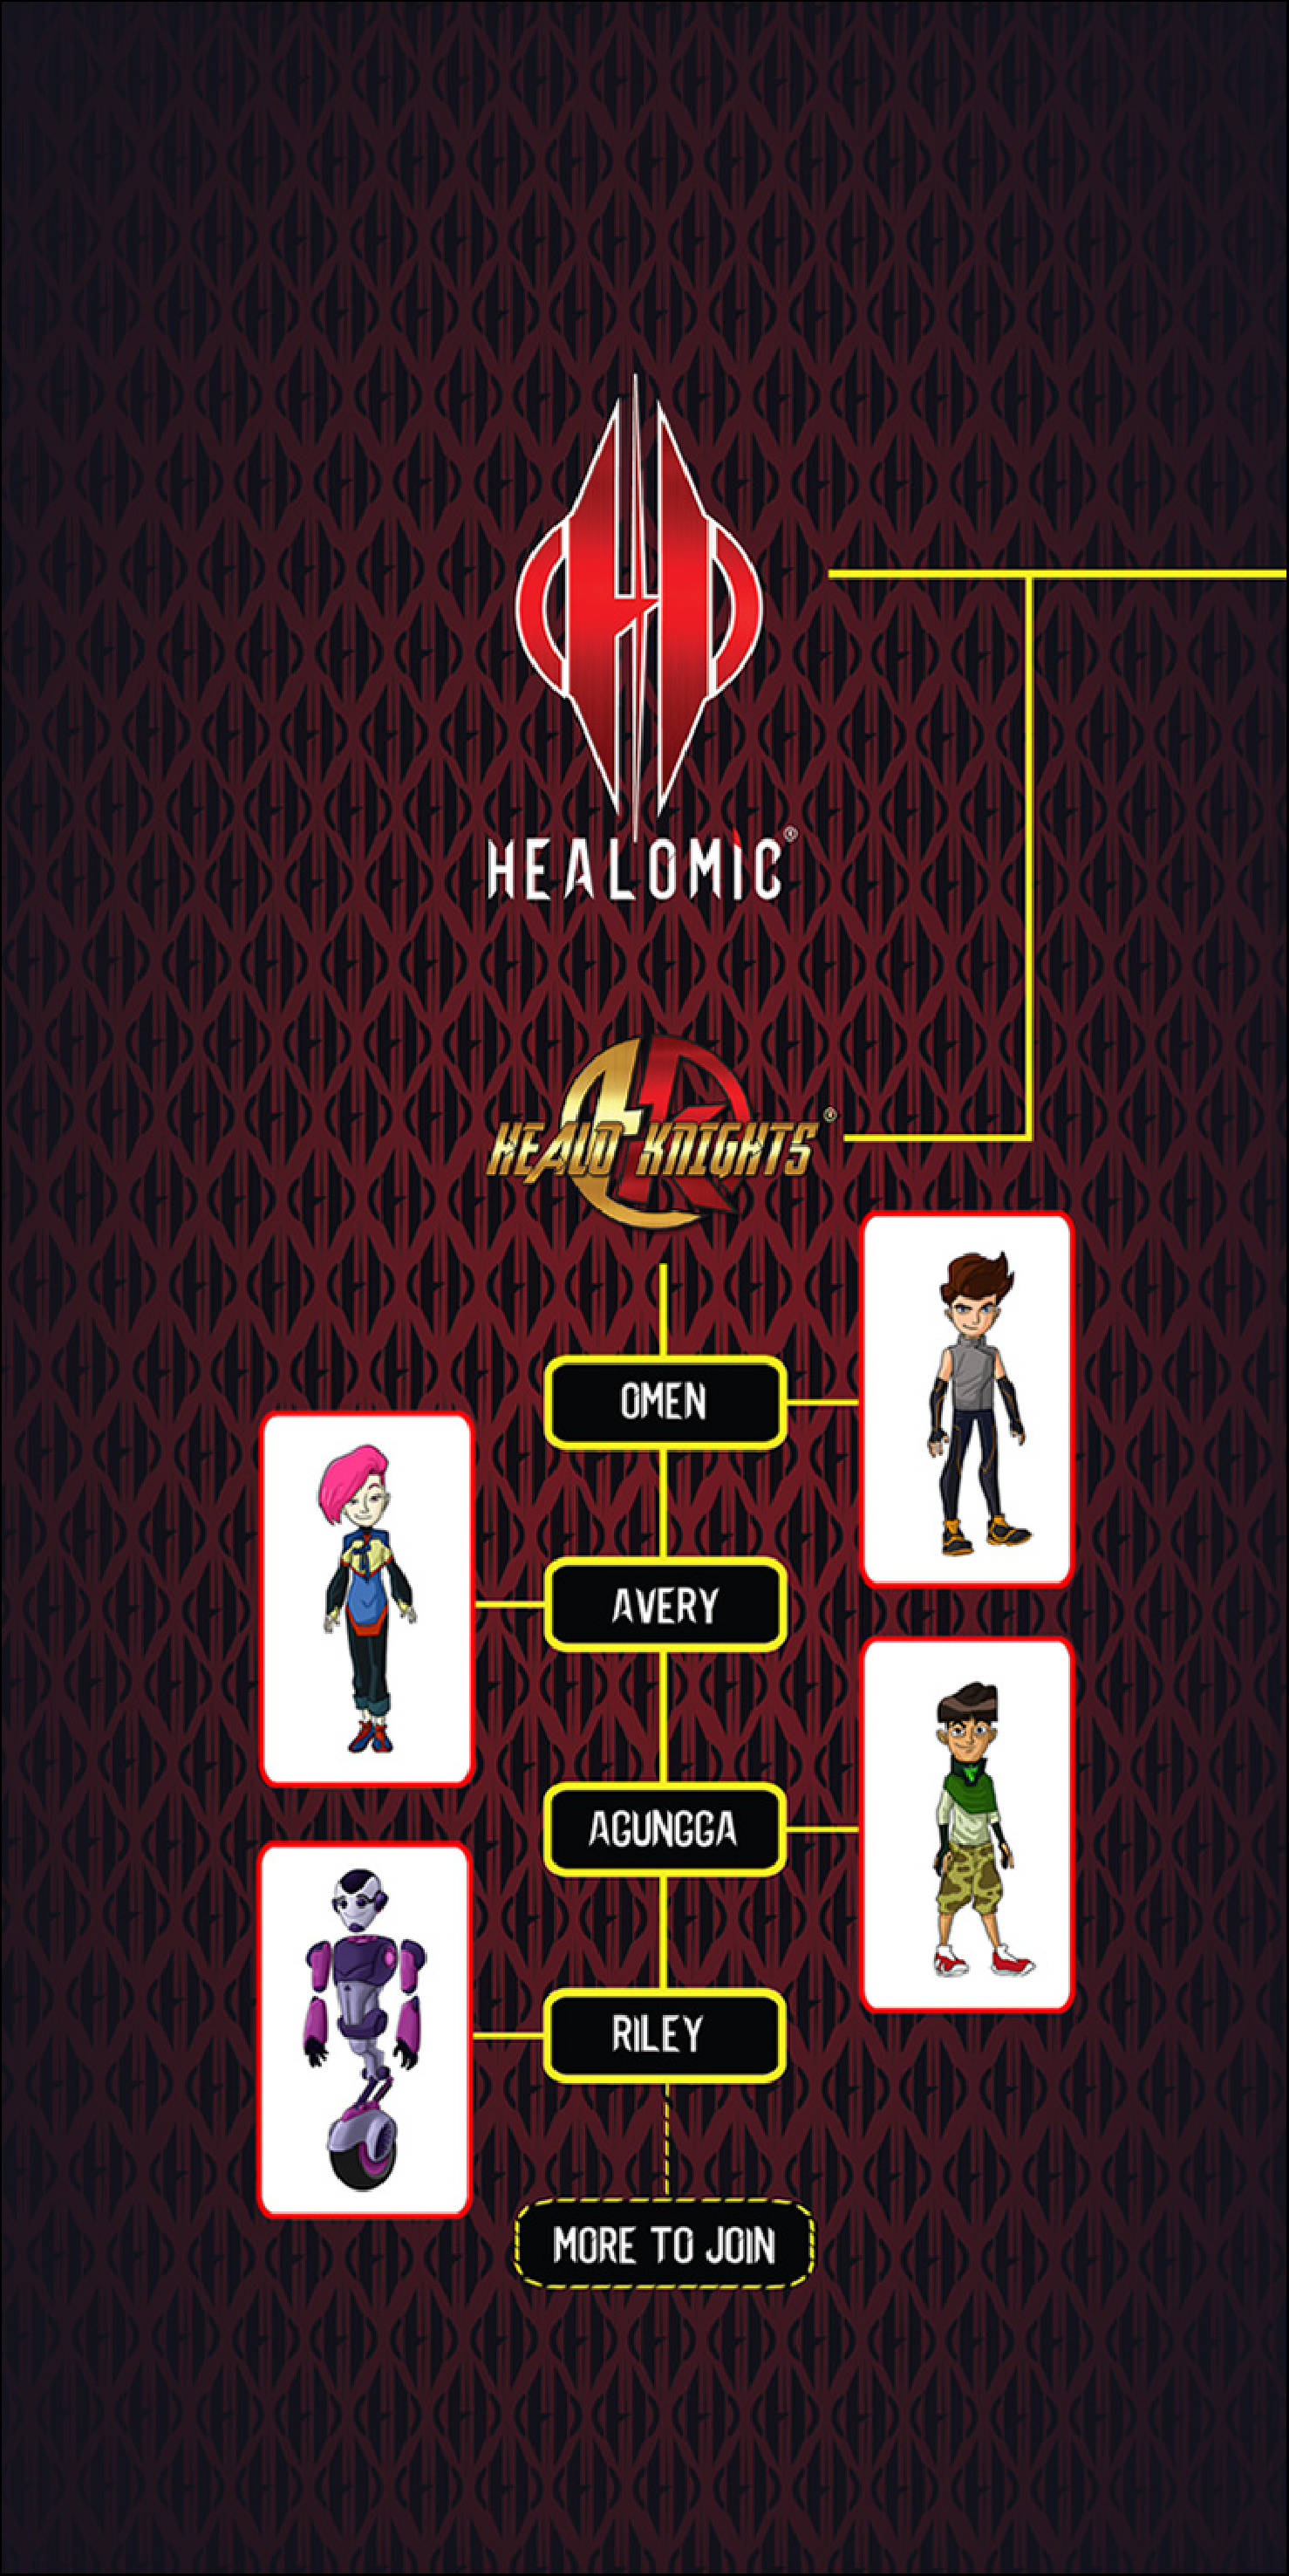 HEALOMIC®
HEALO KNIGHTS®
OMEN
AVERY
AGUNGGA
RILEY
MORE TO JOIN